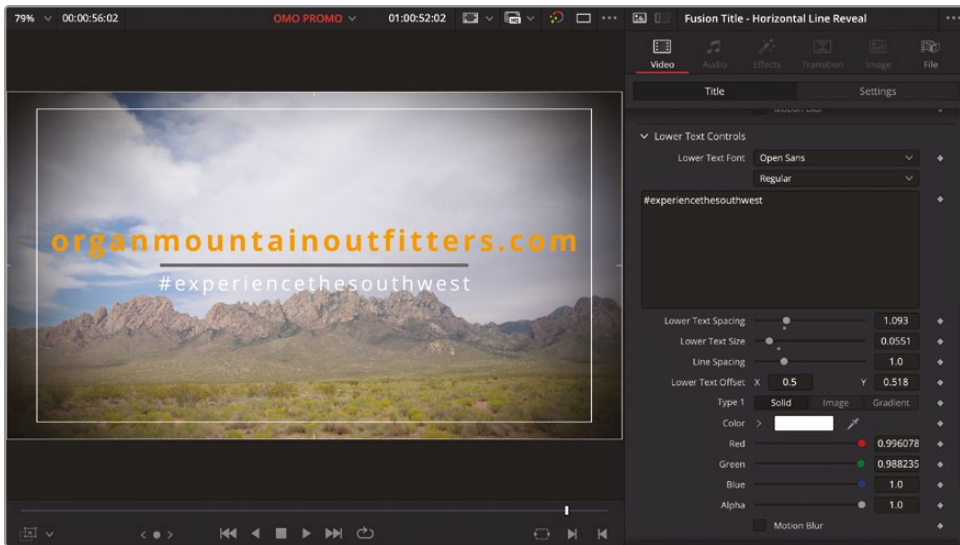 79% 00:00:56:02 OMO PROMO 01:00:52:02 Fusion Title - Horizontal Line Reveal
Video Audio Effects Transition Image File
Title Settings
Motion Blur
Lower Text Controls
Lower Text Font Open Sans
Regular
#experiencethesouthwest
organmountainoutfitters.com
#experiencethesouthwest
Lower Text Spacing 1.093
Lower Text Size 0.0551
Line Spacing 1.0
Lower Text Offset X 0.5 Y 0.518
Type 1 Solid Image Gradient
Color
Red 0.996078
Green 0.988235
Blue 1.0
Alpha 1.0
Motion Blur